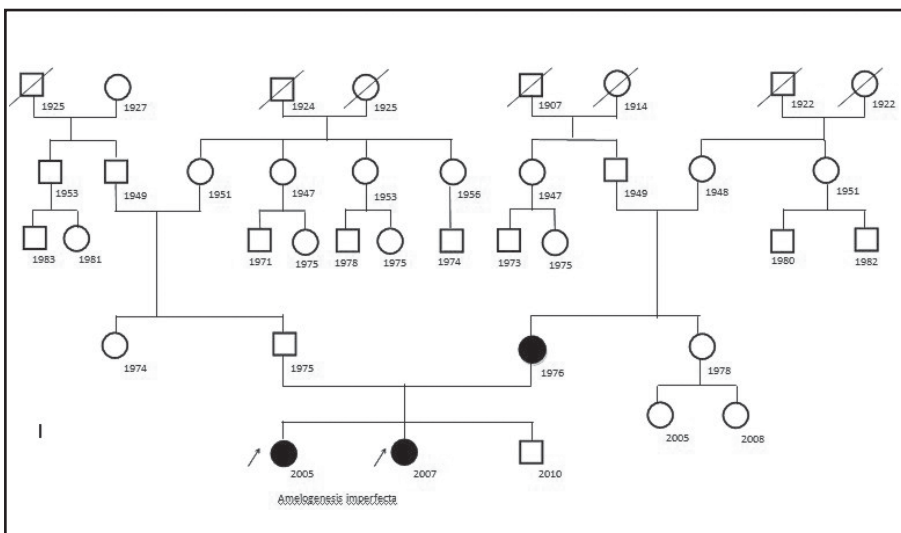 1925 1927 1924 1925 1907 1914 1922 1922
1953 1949 1951 1947 1953 1956 1947 1949 1948 1951
1983 1981 1971 1975 1978 1975 1974 1973 1975 1980 1982
1974 1975 1976 1978
2005 2008
I
2005 2007 2010
Amelogenesis imperfecta